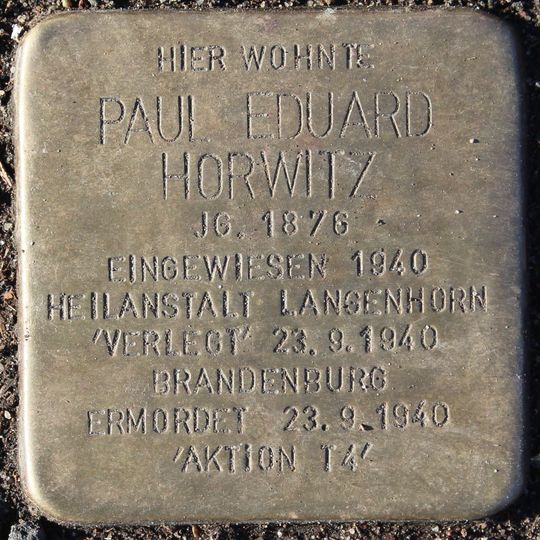 HIER WOHNTE
PAUL EDUARD
HORWITZ
JG. 1876
EINGEWIESEN 1940
HEILANSTALT LANGENHORN
'VERLEGT' 23.9.1940
BRANDENBURG
ERMORDET 23.9.1940
'AKTION T4'